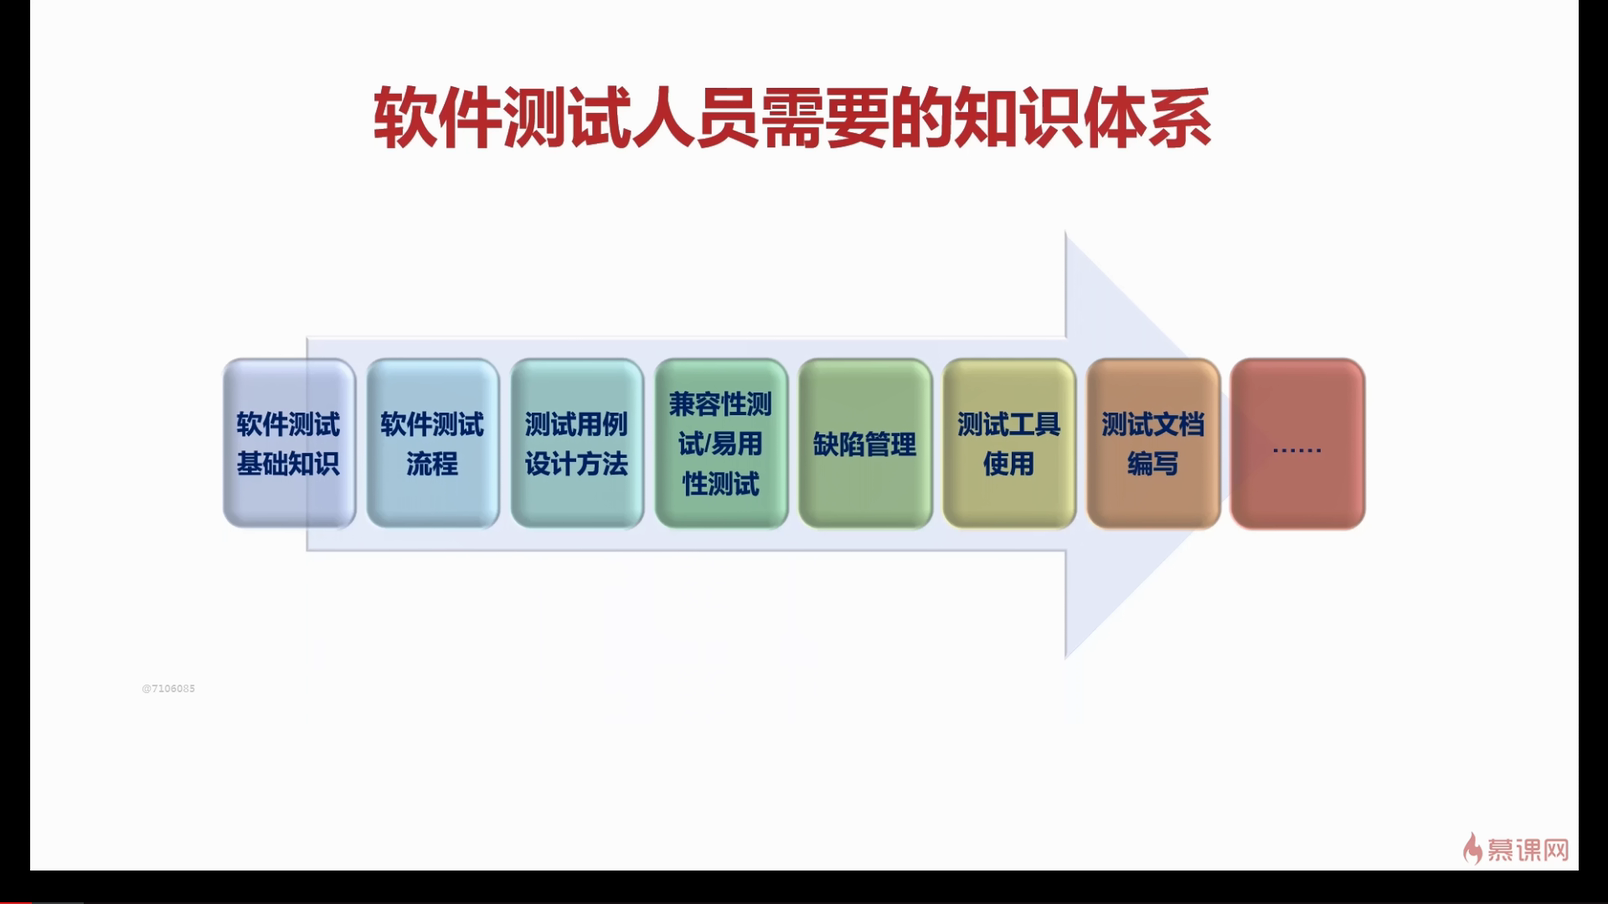 软件测试人员需要的知识体系
软件测试
基础知识
软件测试
流程
测试用例
设计方法
兼容性测
试/易用
性测试
缺陷管理
测试工具
使用
测试文档
编写
……
@7106085
慕课网